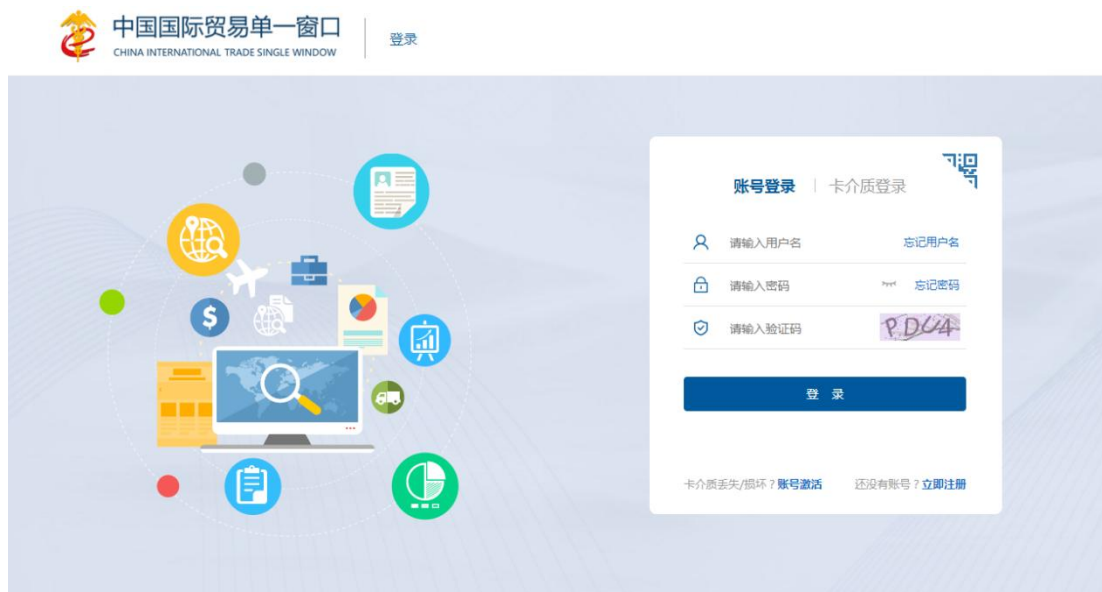 中国国际贸易单一窗口
CHINA INTERNATIONAL TRADE SINGLE WINDOW
登录
账号登录
卡介质登录
请输入用户名 忘记用户名
请输入密码 忘记密码
请输入验证码
登 录
卡介质丢失/损坏？账号激活 还没有账号？立即注册